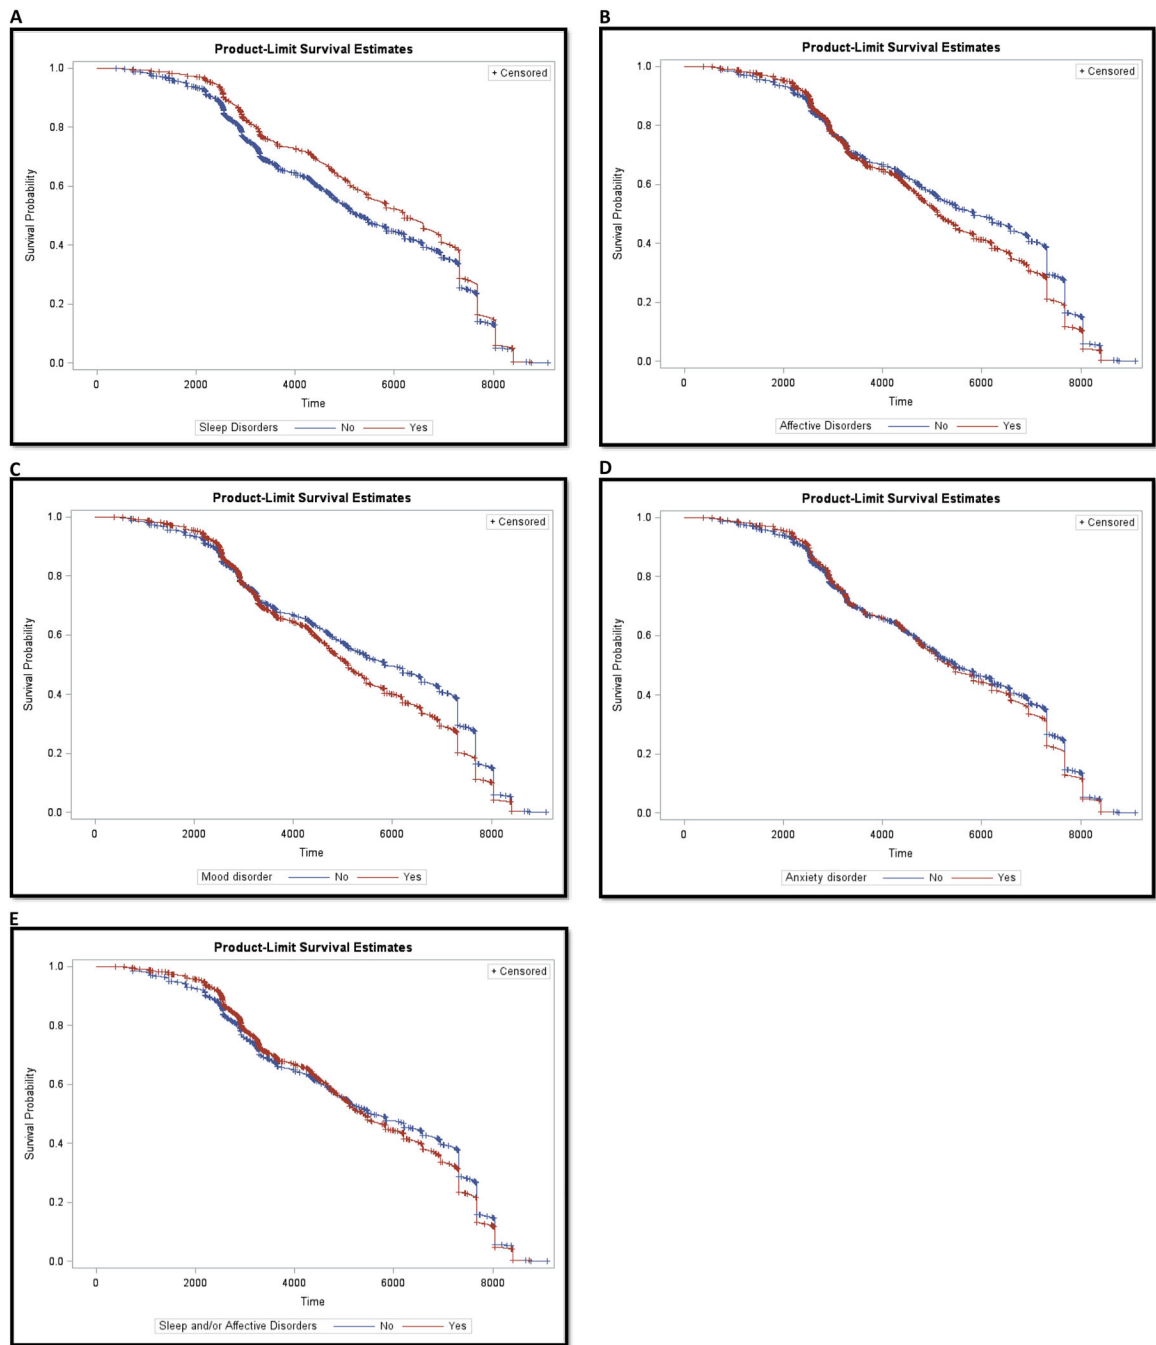 A
Product-Limit Survival Estimates
+ Censored
1.0
0.8
0.6
0.4
0.2
0.0
Survival Probability
0 2000 4000 6000 8000
Time
Sleep Disorders No Yes
B
Product-Limit Survival Estimates
+ Censored
1.0
0.8
0.6
0.4
0.2
0.0
Survival Probability
0 2000 4000 6000 8000
Time
Affective Disorders No Yes
C
Product-Limit Survival Estimates
+ Censored
1.0
0.8
0.6
0.4
0.2
0.0
Survival Probability
0 2000 4000 6000 8000
Time
Mood disorder No Yes
D
Product-Limit Survival Estimates
+ Censored
1.0
0.8
0.6
0.4
0.2
0.0
Survival Probability
0 2000 4000 6000 8000
Time
Anxiety disorder No Yes
E
Product-Limit Survival Estimates
+ Censored
1.0
0.8
0.6
0.4
0.2
0.0
Survival Probability
0 2000 4000 6000 8000
Time
Sleep and/or Affective Disorders No Yes